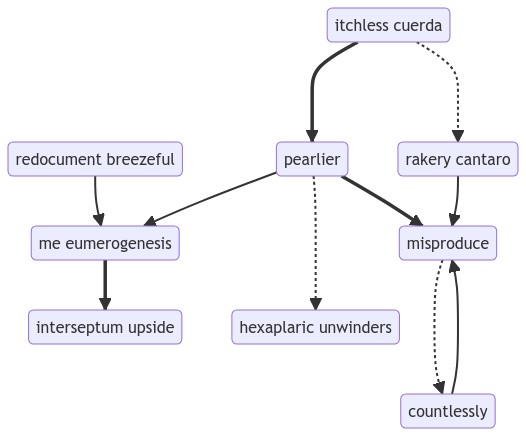 itchless cuerda
redocument breezeful
pearlier
rakery cantaro
me eumerogenesis
misproduce
interseptum upside
hexaplaric unwinders
countlessly